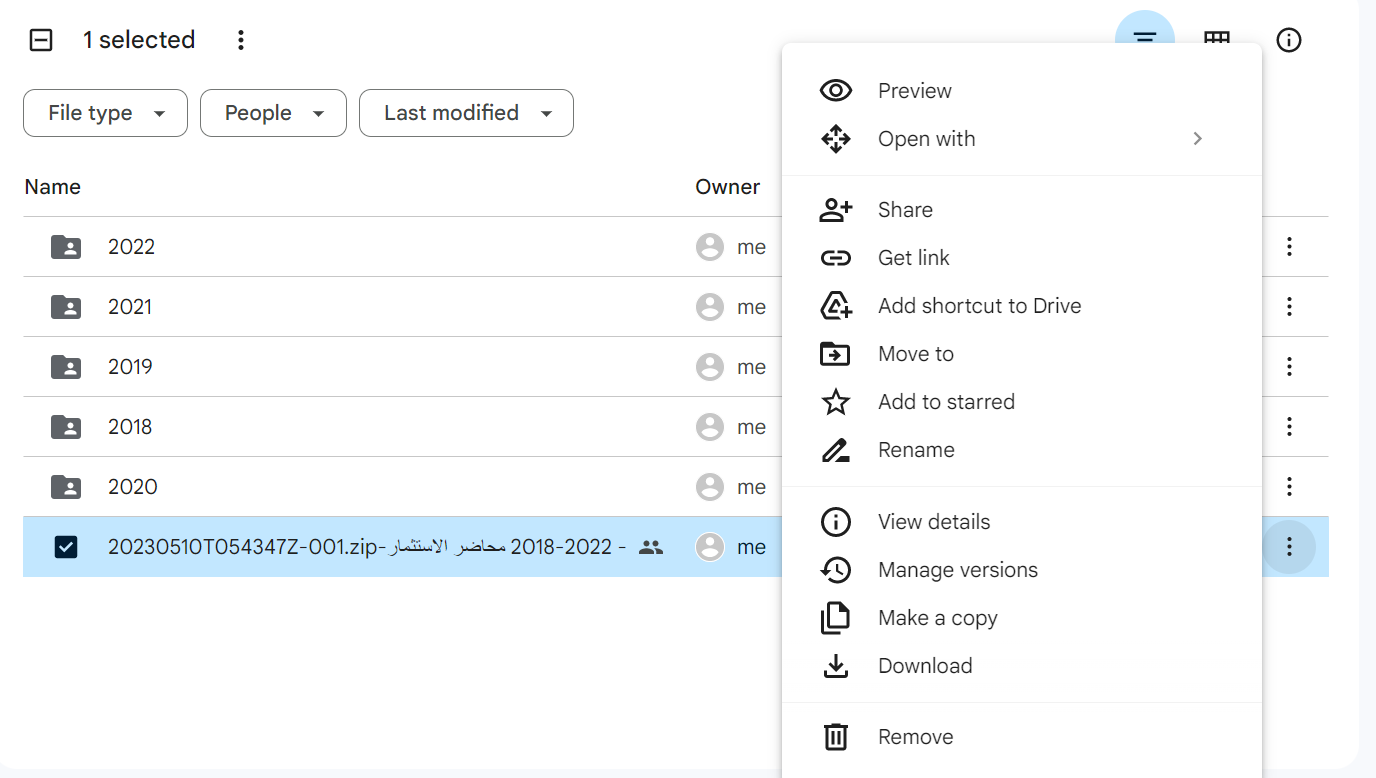 1 selected
File type
People
Last modified
Name
Owner
2022
me
2021
me
2019
me
2018
me
2020
me
20230510T054347Z-001.zip-محاضر الاستثمار 2018-2022 -
me
Preview
Open with
Share
Get link
Add shortcut to Drive
Move to
Add to starred
Rename
View details
Manage versions
Make a copy
Download
Remove